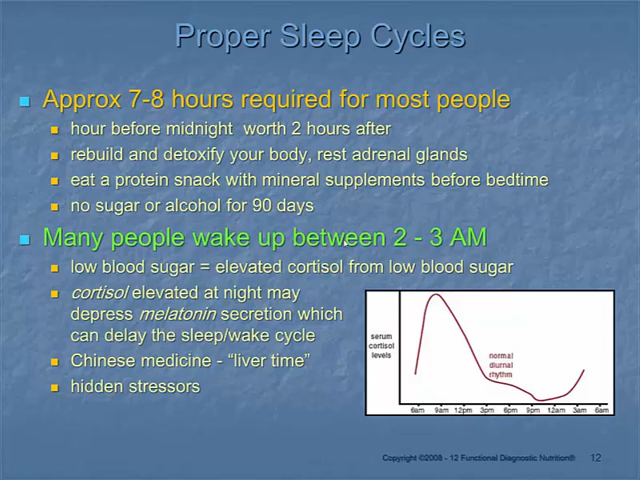 Proper Sleep Cycles
Approx 7-8 hours required for most people
hour before midnight worth 2 hours after
rebuild and detoxify your body, rest adrenal glands
eat a protein snack with mineral supplements before bedtime
no sugar or alcohol for 90 days
Many people wake up between 2 - 3 AM
low blood sugar = elevated cortisol from low blood sugar
cortisol elevated at night may
depress melatonin secretion which
can delay the sleep/wake cycle
Chinese medicine - “liver time”
hidden stressors
serum
cortisol
levels
normal
diurnal
rhythm
6am 9am 12pm 3pm 6pm 9pm 12am 3am 6am
Copyright ©2008 - 12 Functional Diagnostic Nutrition® 12